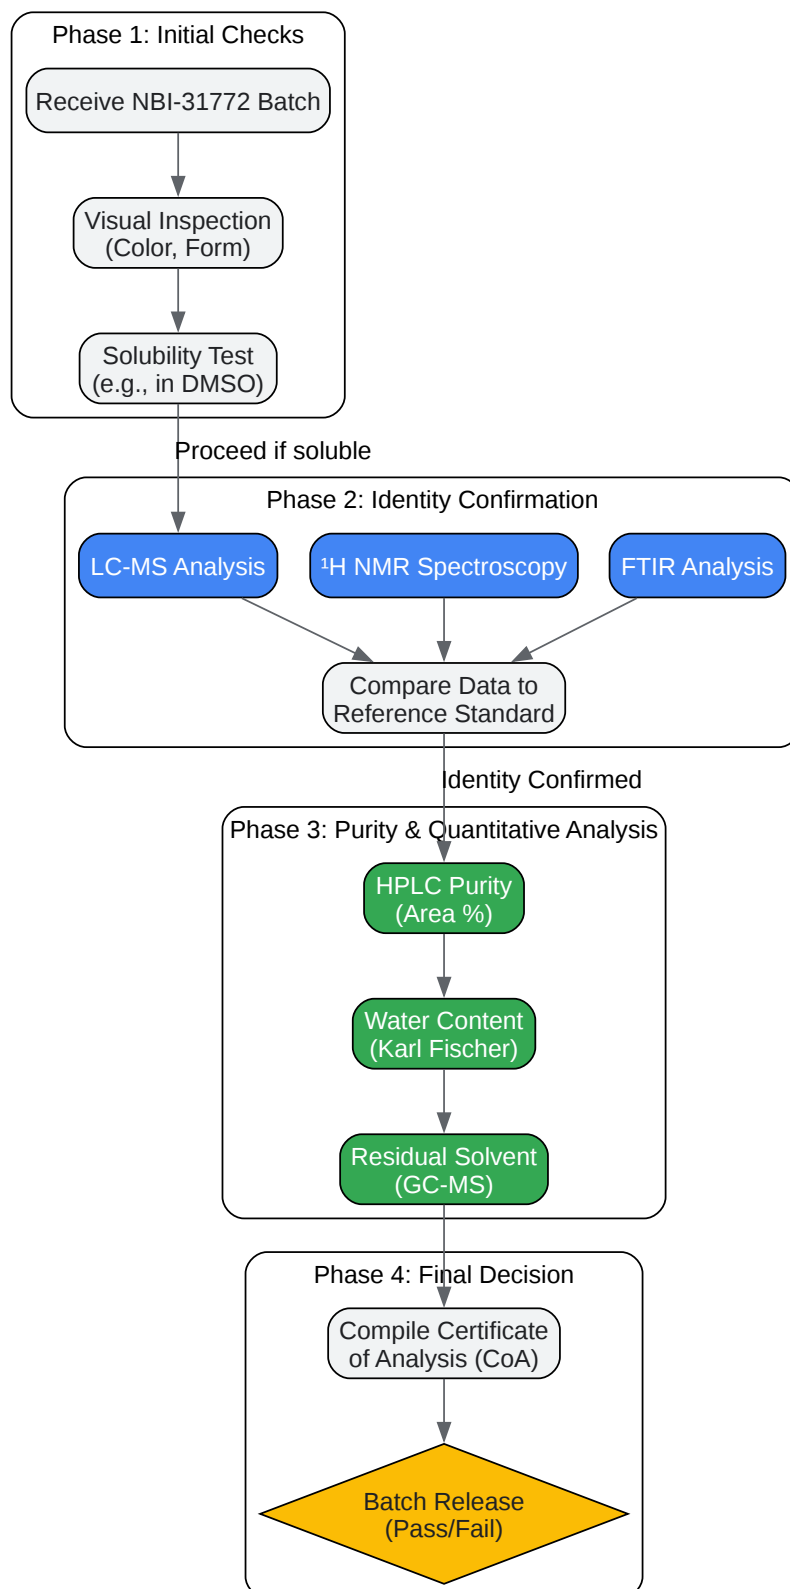 Phase 1: Initial Checks
Receive NBI-31772 Batch
Visual Inspection
(Color, Form)
Solubility Test
(e.g., in DMSO)
Proceed if soluble
Phase 2: Identity Confirmation
LC-MS Analysis
¹H NMR Spectroscopy
FTIR Analysis
Compare Data to
Reference Standard
Identity Confirmed
Phase 3: Purity & Quantitative Analysis
HPLC Purity
(Area %)
Water Content
(Karl Fischer)
Residual Solvent
(GC-MS)
Phase 4: Final Decision
Compile Certificate
of Analysis (CoA)
Batch Release
(Pass/Fail)